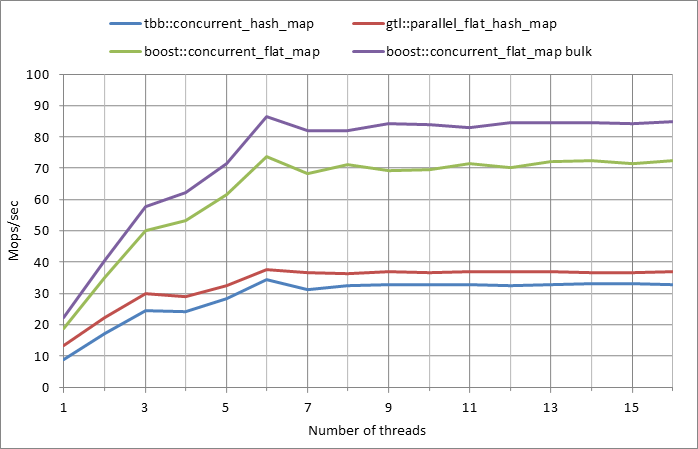 tbb::concurrent_hash_map gtl::parallel_flat_hash_map
boost::concurrent_flat_map boost::concurrent_flat_map bulk
100
90
80
70
60
50
40
30
20
10
0
Mops/sec
1 3 5 7 9 11 13 15
Number of threads